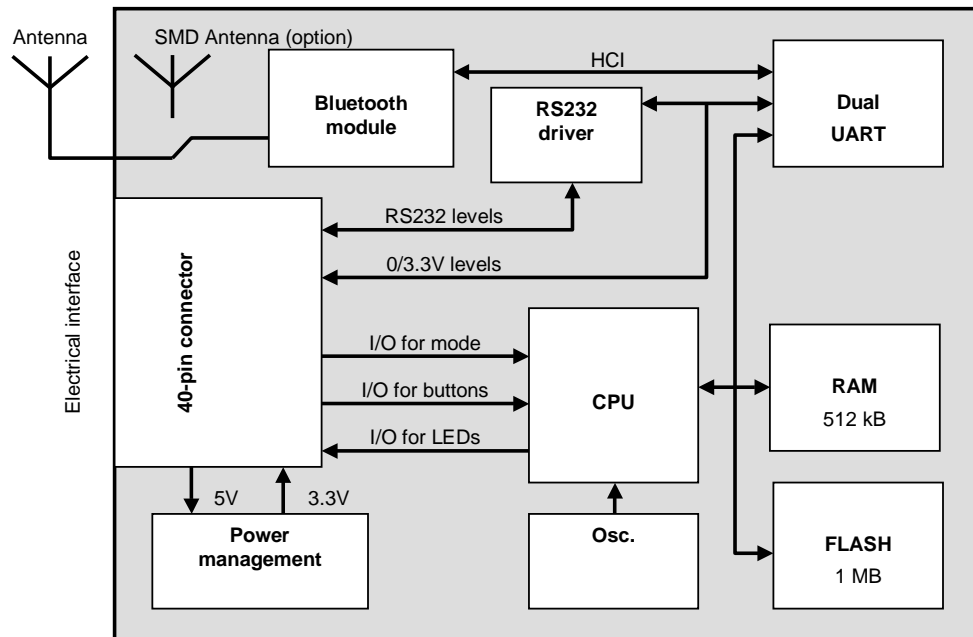 Antenna
SMD Antenna (option)
HCI
Bluetooth
module
RS232
driver
Dual
UART
RS232 levels
0/3.3V levels
Electrical interface
40-pin connector
I/O for mode
I/O for buttons
I/O for LEDs
CPU
RAM
512 kB
5V
3.3V
Power
management
Osc.
FLASH
1 MB